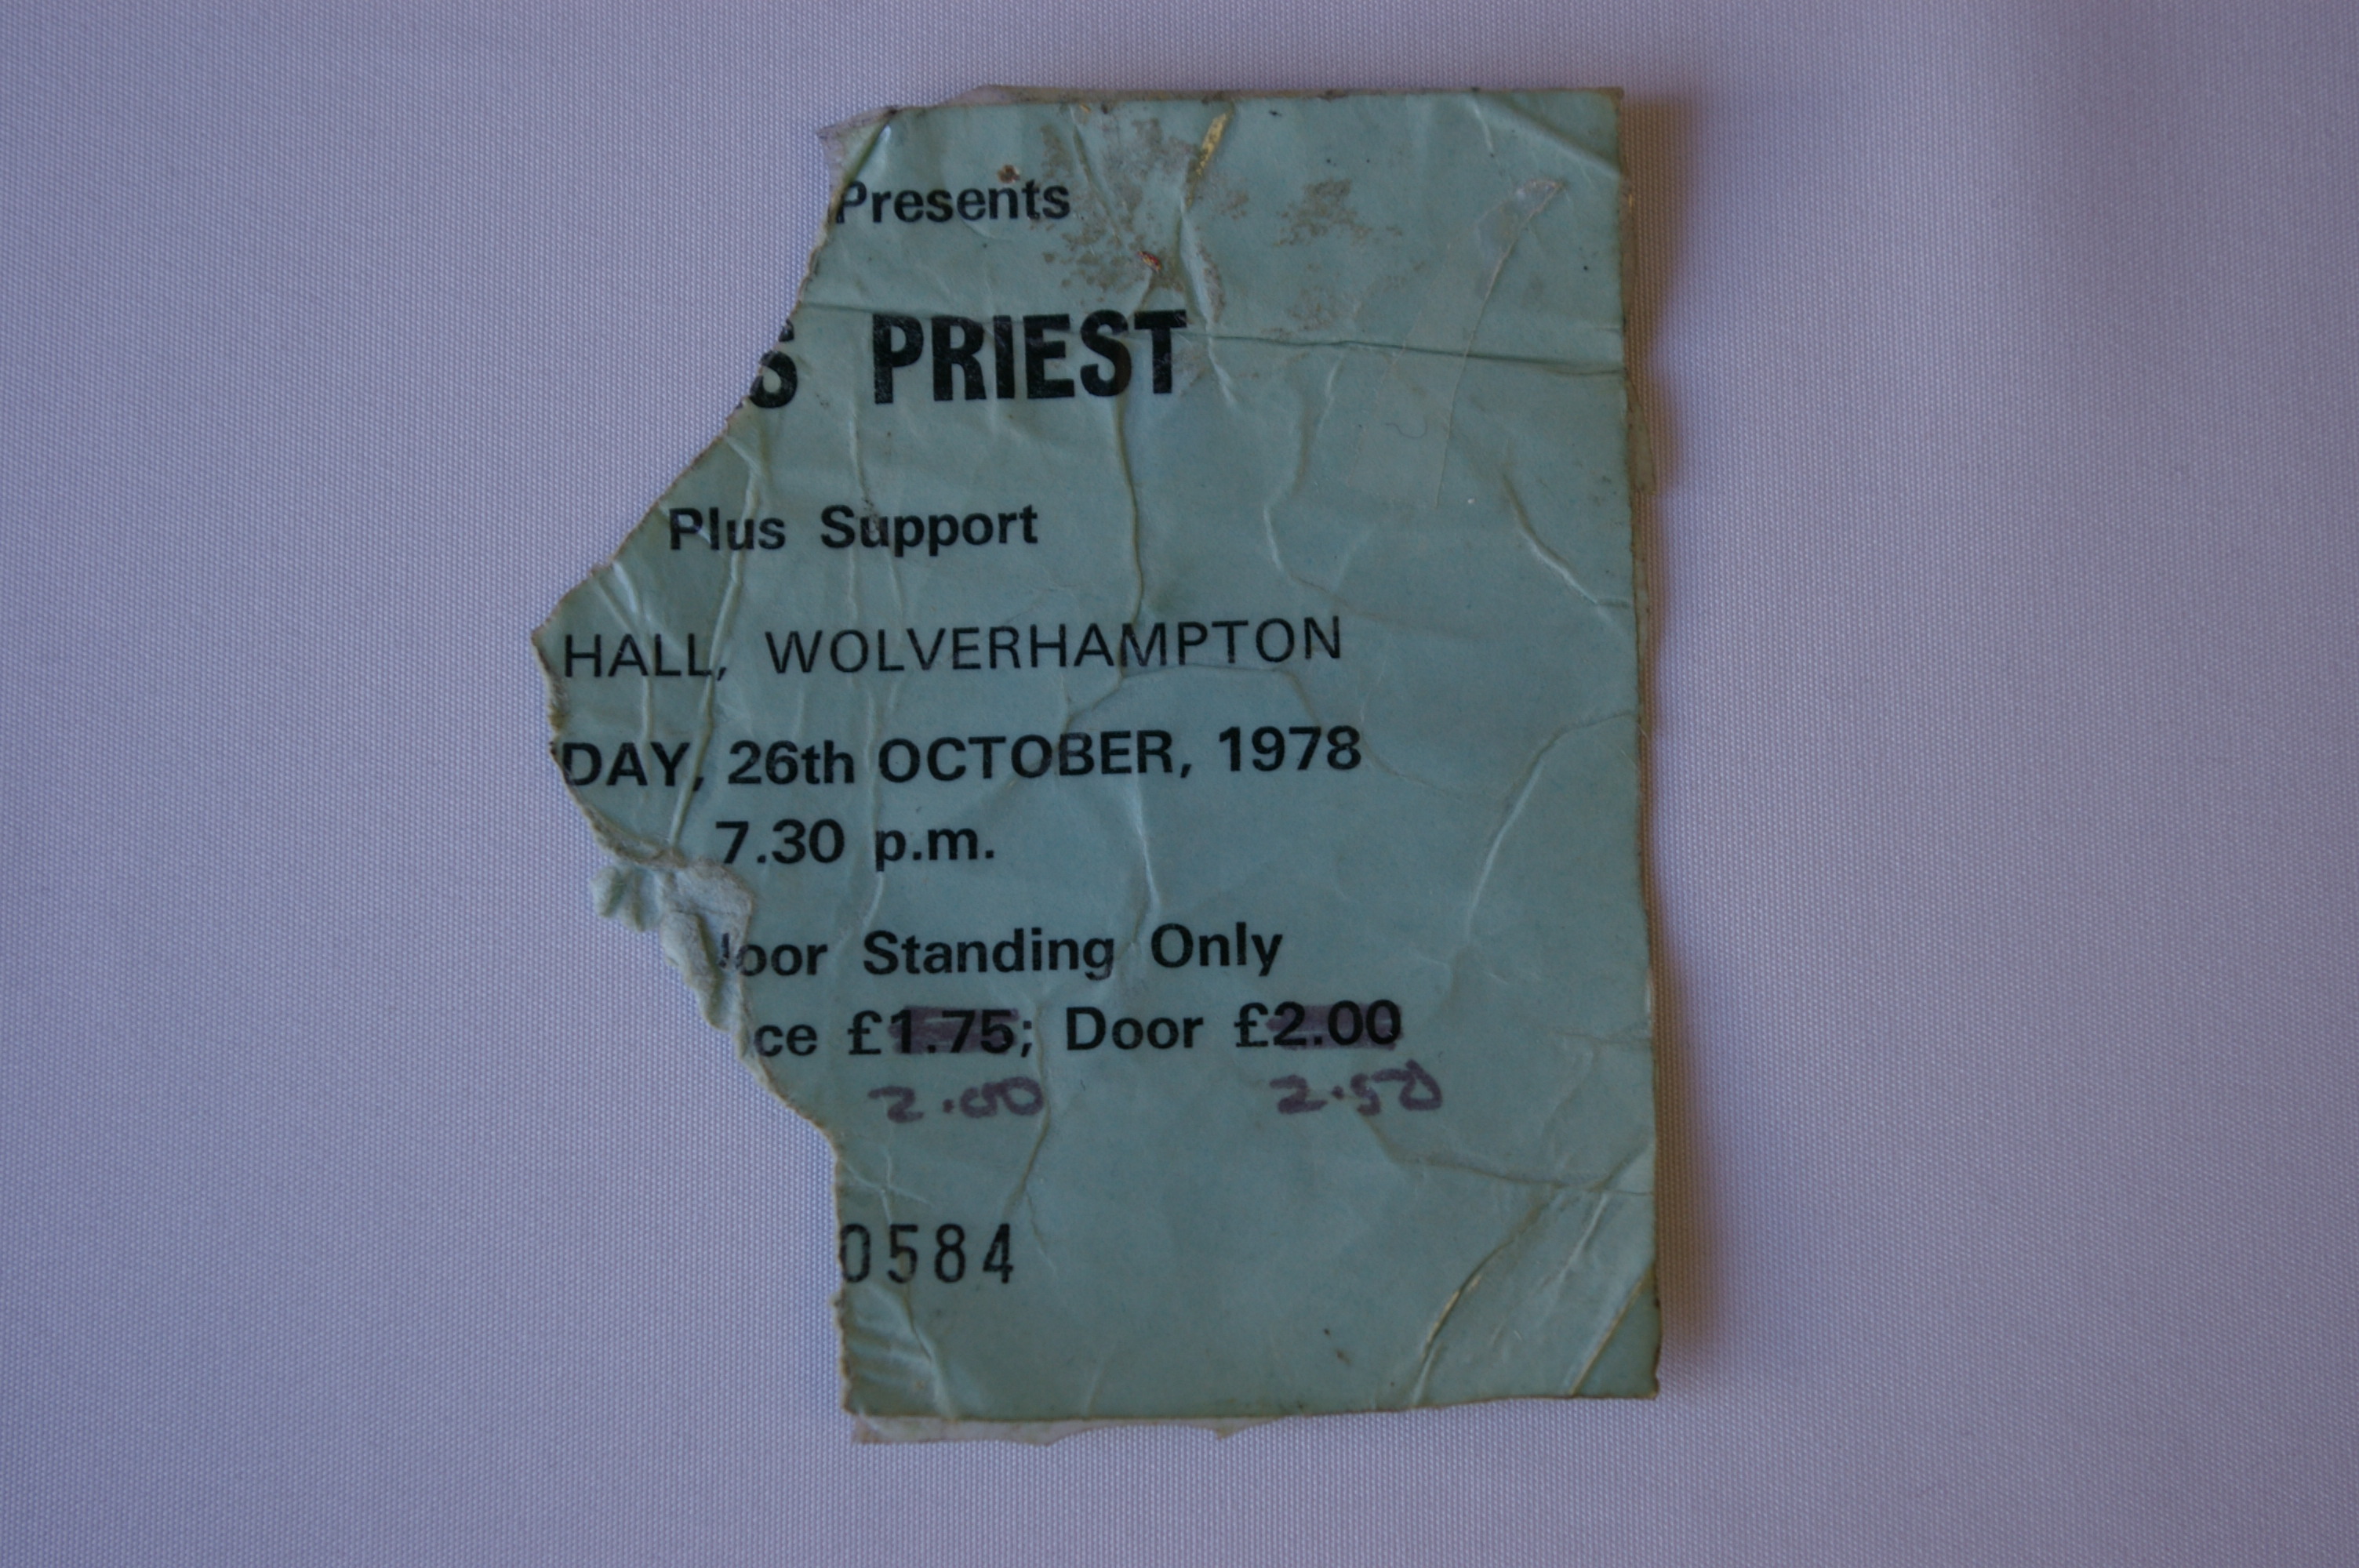 Presents
S PRIEST
Plus Support
HALL, WOLVERHAMPTON
DAY, 26th OCTOBER, 1978
7.30 p.m.
loor Standing Only
ce £1.75; Door £2.00
2.00 2.50
0584